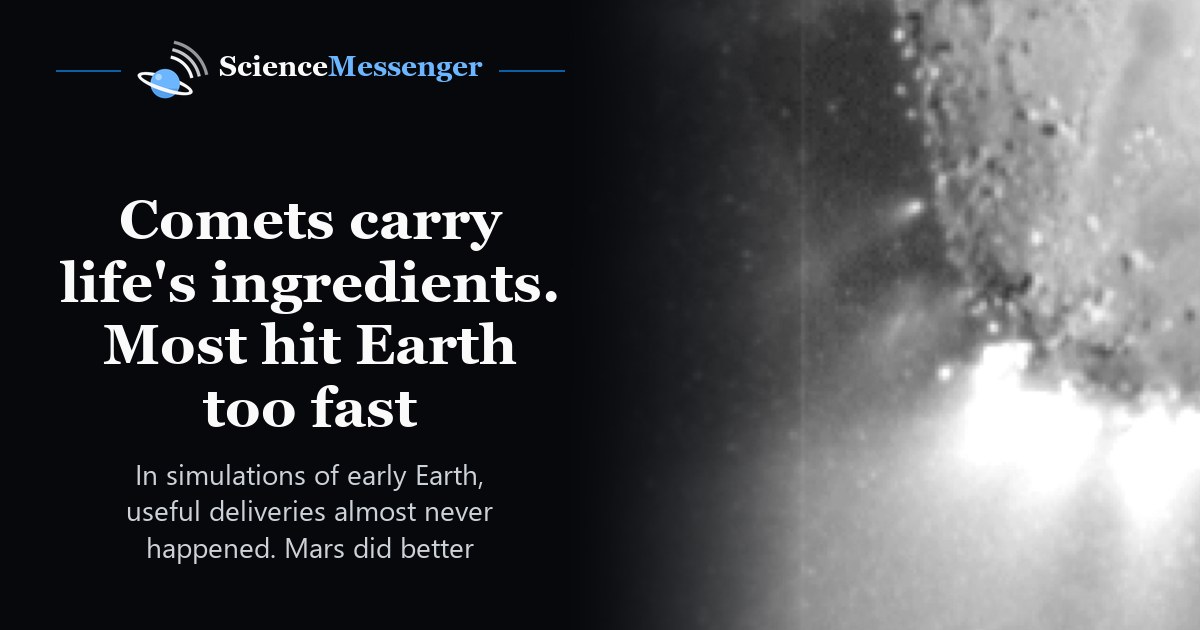 ScienceMessenger
Comets carry
life's ingredients.
Most hit Earth
too fast
In simulations of early Earth,
useful deliveries almost never
happened. Mars did better